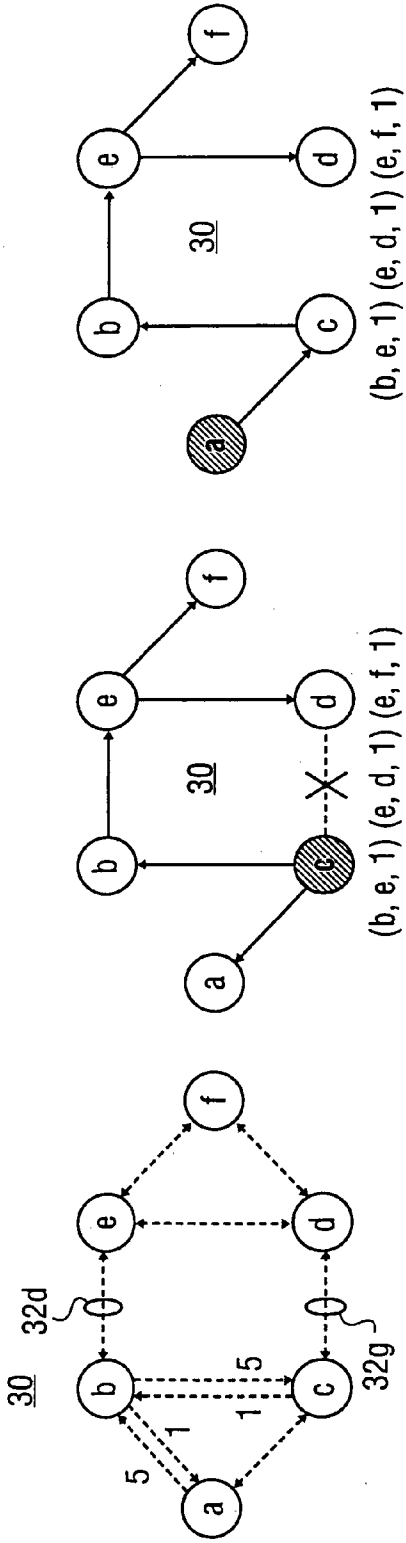 30
32d
b
e
5
1
1
5
a
f
c
d
32g
b
e
a
30
f
c
d
(b, e, 1) (e, d, 1) (e, f, 1)
b
e
a
30
f
c
d
(b, e, 1) (e, d, 1) (e, f, 1)